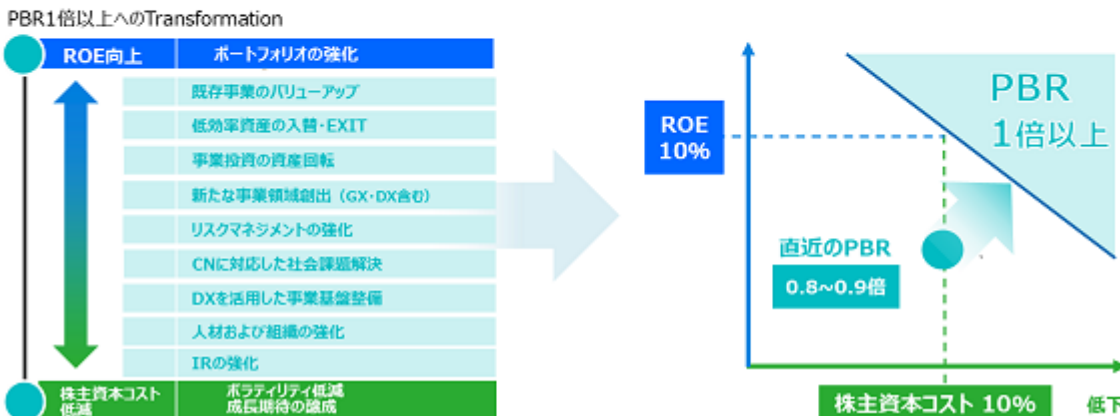 PBR1倍以上へのTransformation
ROE向上 ポートフォリオの強化
既存事業のバリューアップ
低効率資産の入替・EXIT
事業投資の資産回転
新たな事業領域創出（GX・DX含む）
リスクマネジメントの強化
CNに対応した社会課題解決
DXを活用した事業基盤整備
人材および組織の強化
IRの強化
株主資本コスト
低減
ボラティリティ低減
成長期待の醸成
PBR
1倍以上
ROE
10%
直近のPBR
0.8~0.9倍
株主資本コスト 10%
低下